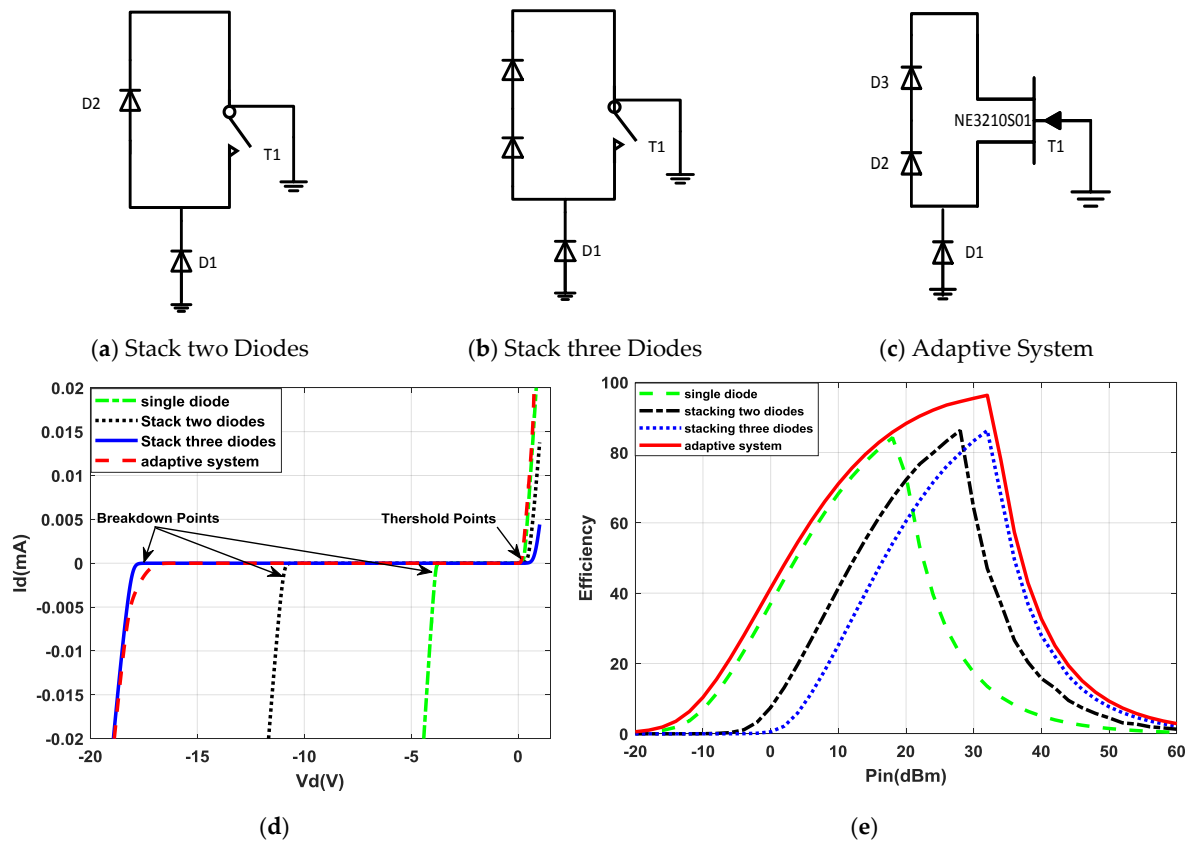 D2
T1
D1
(a) Stack two Diodes
T1
D1
(b) Stack three Diodes
D3
NE3210S01
D2
T1
D1
(c) Adaptive System
0.02
0.015
0.01
0.005
0
-0.005
-0.01
-0.015
-0.02
Id(mA)
single diode
Stack two diodes
Stack three diodes
adaptive system
Breakdown Points
Thershold Points
-20
-15
-10
-5
0
Vd(V)
(d)
100
80
60
40
20
0
Efficiency
single diode
stacking two diodes
stacking three diodes
adaptive system
-20
-10
0
10
20
30
40
50
60
Pin(dBm)
(e)